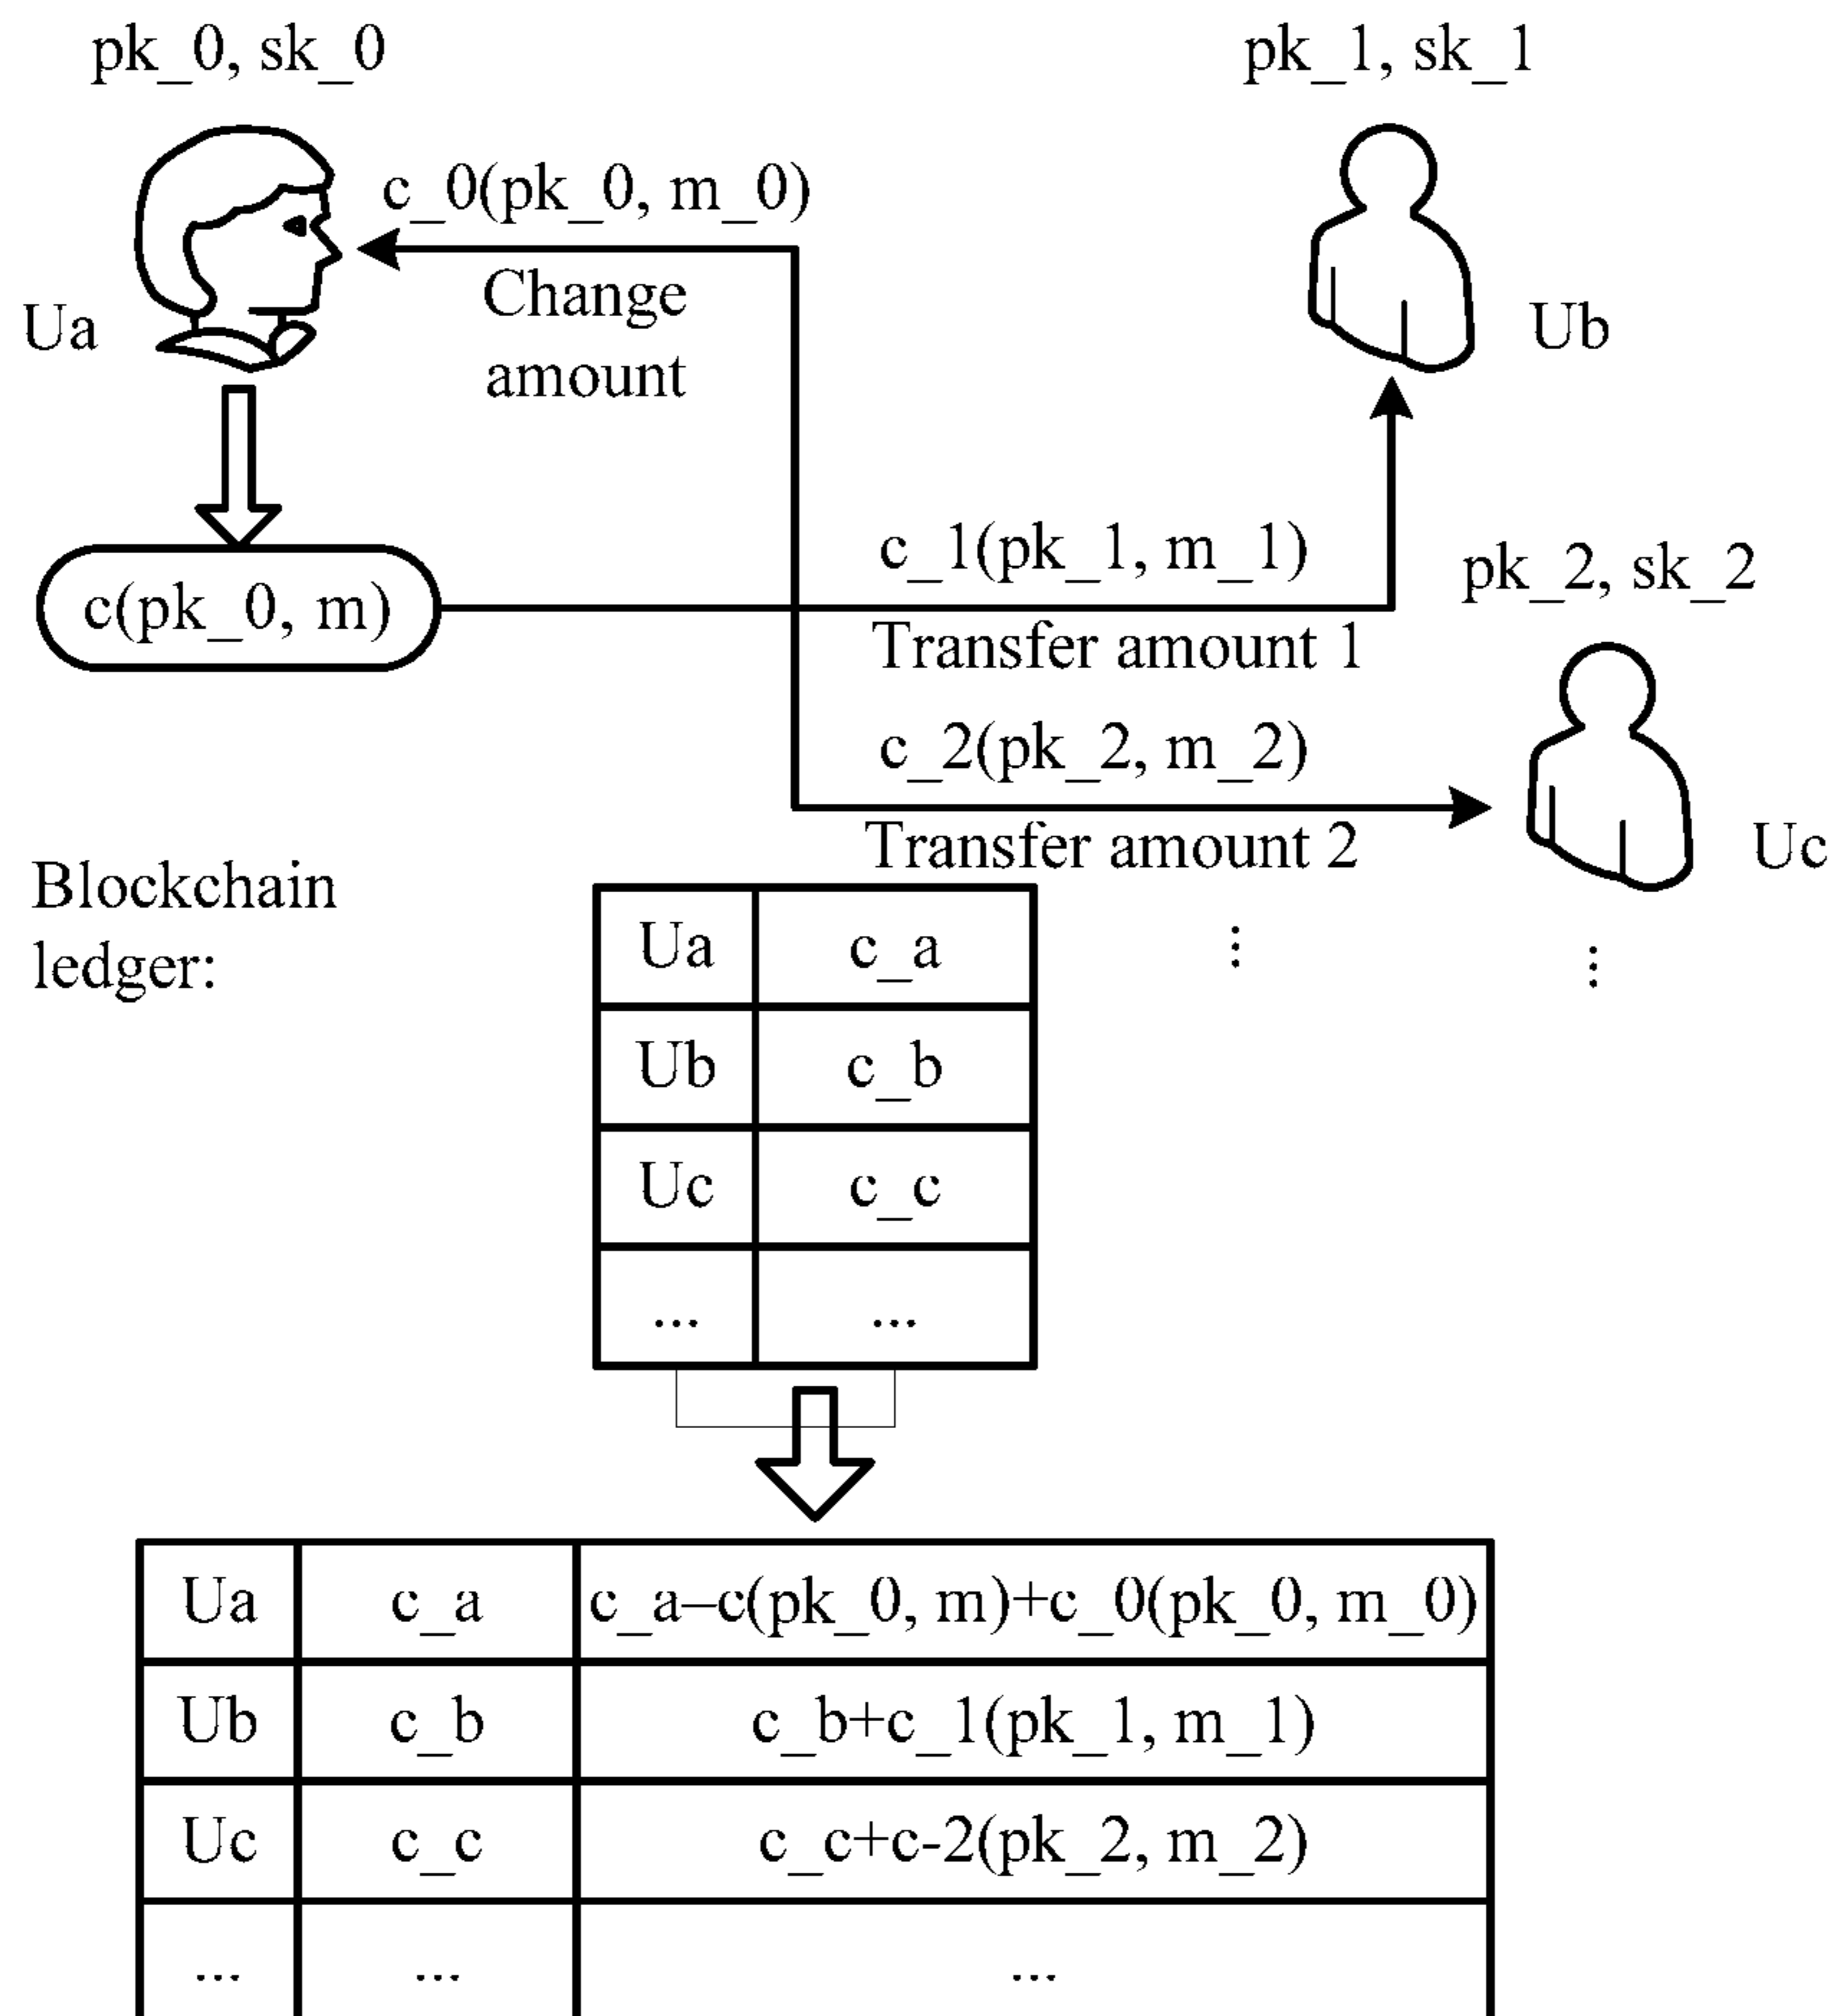 pk_0, sk_0
pk_1, sk_1
c_0(pk_0, m_0)
Change
amount
Ua
Ub
c_1(pk_1, m_1)
pk_2, sk_2
c(pk_0, m)
Transfer amount 1
c_2(pk_2, m_2)
Transfer amount 2
Uc
Blockchain
ledger:
Ua c_a
⋮ ⋮
Ub c_b
Uc c_c
... ...
Ua c_a c_a–c(pk_0, m)+c_0(pk_0, m_0)
Ub c_b c_b+c_1(pk_1, m_1)
Uc c_c c_c+c-2(pk_2, m_2)
... ... ...